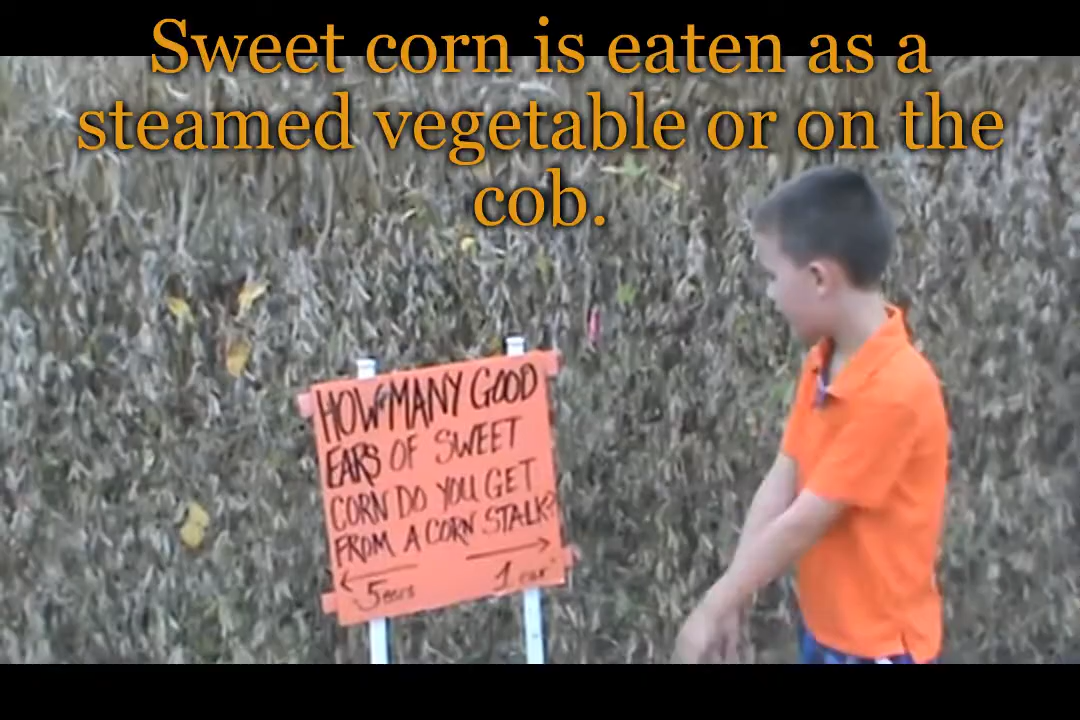 Sweet corn is eaten as a
steamed vegetable or on the
cob.
HOW MANY GOOD
EARS OF SWEET
CORN DO YOU GET
FROM A CORN STALK?
5 ears
1 ear